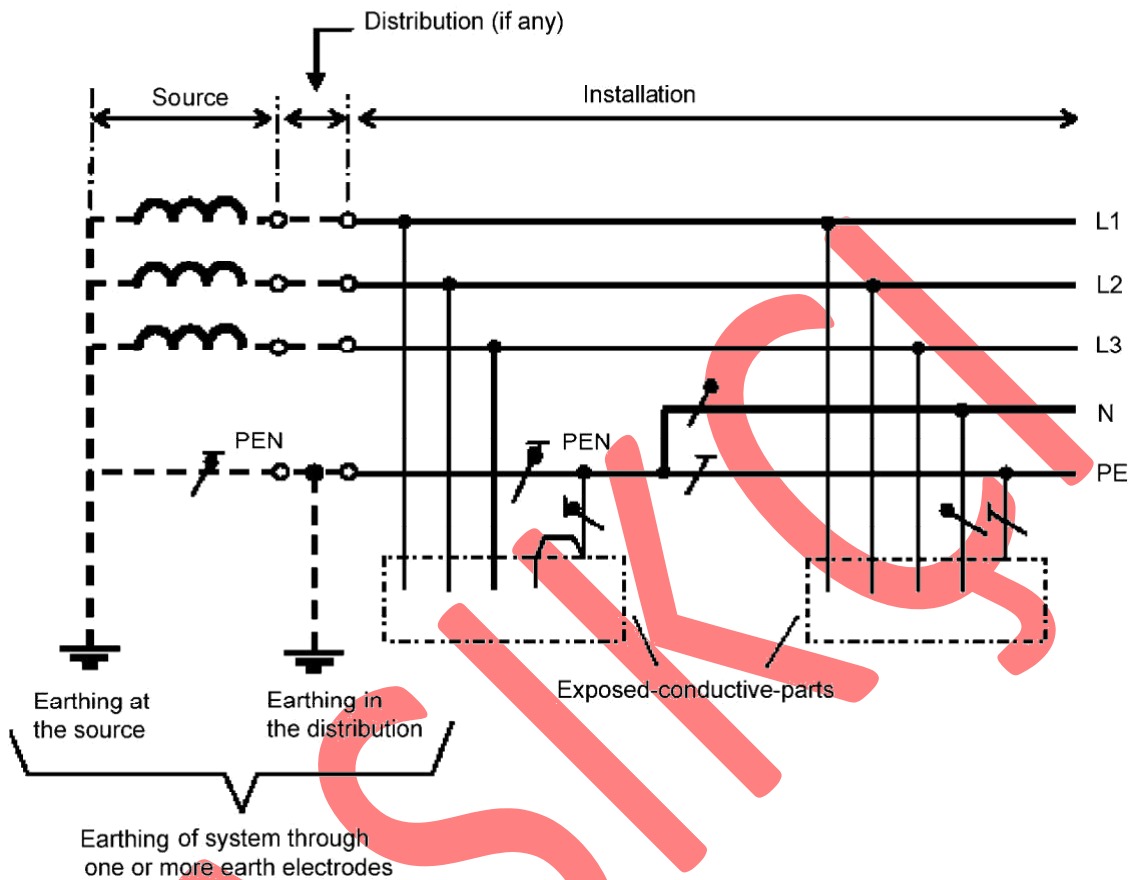 Distribution (if any)
Source
Installation
L1
L2
L3
N
PEN
PEN
PE
Earthing at
the source
Earthing in
the distribution
Exposed-conductive-parts
Earthing of system through
one or more earth electrodes